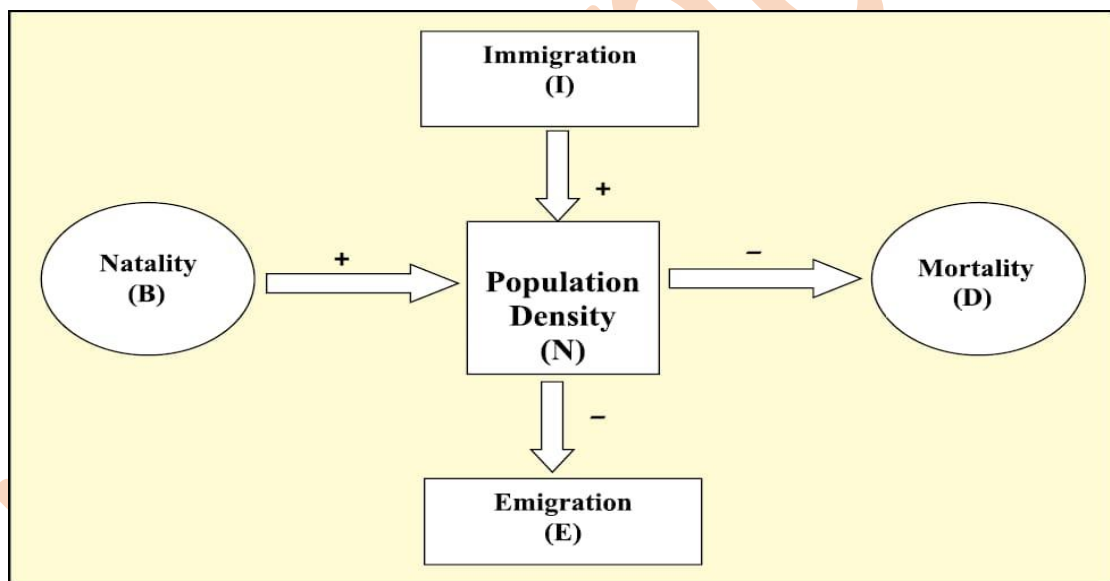 Immigration
(I)
+
Natality
(B)
+
Population
Density
(N)
–
Mortality
(D)
–
Emigration
(E)